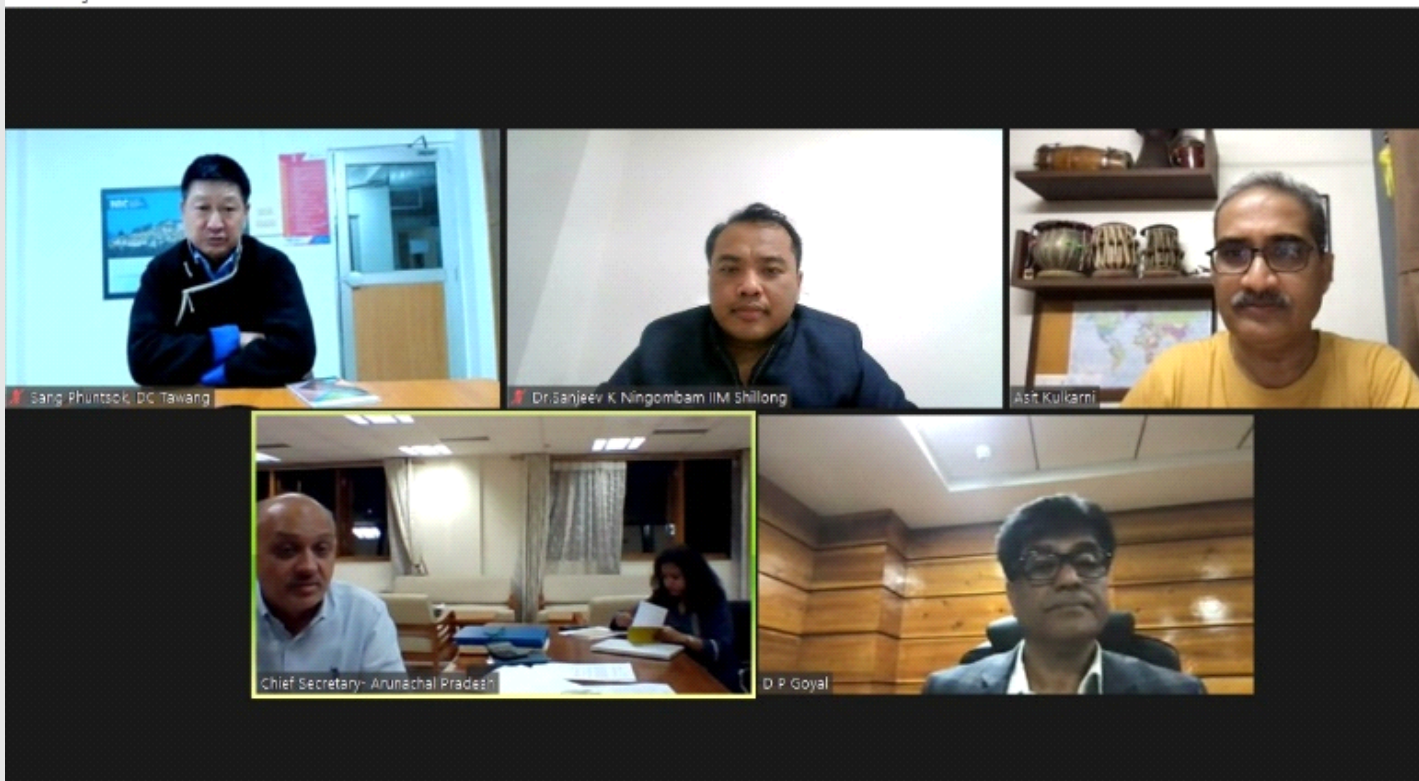 Sang Phuntsok, DC Tawang
Dr.Sanjeev K Ningombam IIM Shillong
Asit Kulkarni
Chief Secretary- Arunachal Pradesh
D P Goyal